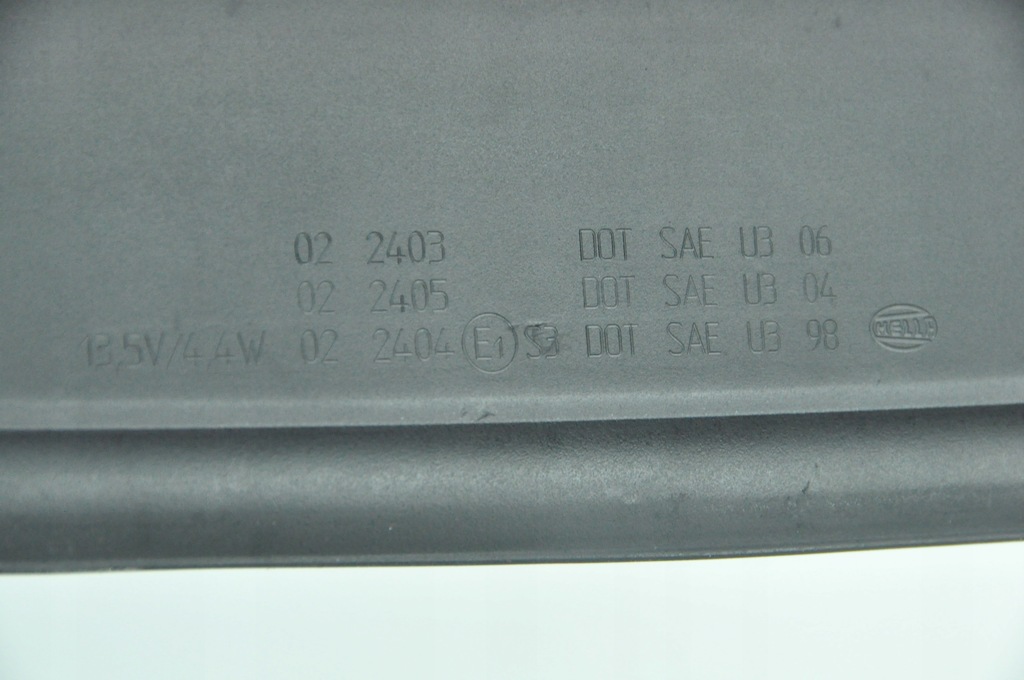 02 2403 DOT SAE U3 06
02 2405 DOT SAE U3 04
13,5V/4,4W 02 2404 E1 S3 DOT SAE U3 98 HELLA